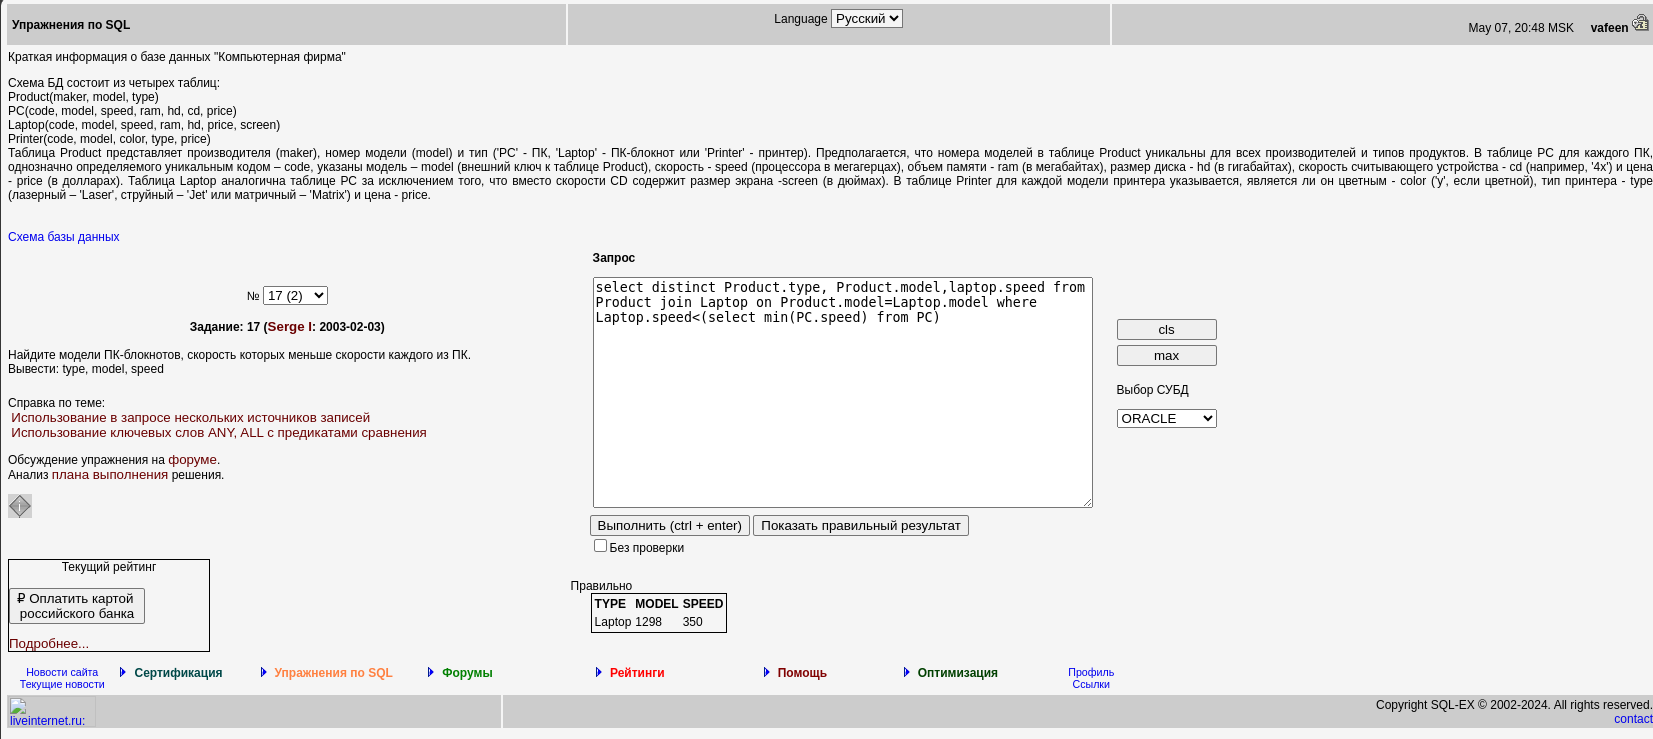 Упражнения по SQL
Language Русский
May 07, 20:48 MSK vafeen
Краткая информация о базе данных "Компьютерная фирма"
Схема БД состоит из четырех таблиц:
Product(maker, model, type)
PC(code, model, speed, ram, hd, cd, price)
Laptop(code, model, speed, ram, hd, price, screen)
Printer(code, model, color, type, price)
Таблица Product представляет производителя (maker), номер модели (model) и тип ('PC' - ПК, 'Laptop' - ПК-блокнот или 'Printer' - принтер). Предполагается, что номера моделей в таблице Product уникальны для всех производителей и типов продуктов. В таблице PC для каждого ПК,
однозначно определяемого уникальным кодом – code, указаны модель – model (внешний ключ к таблице Product), скорость - speed (процессора в мегагерцах), объем памяти - ram (в мегабайтах), размер диска - hd (в гигабайтах), скорость считывающего устройства - cd (например, '4x') и цена
- price (в долларах). Таблица Laptop аналогична таблице РС за исключением того, что вместо скорости CD содержит размер экрана -screen (в дюймах). В таблице Printer для каждой модели принтера указывается, является ли он цветным - color ('y', если цветной), тип принтера - type
(лазерный – 'Laser', струйный – 'Jet' или матричный – 'Matrix') и цена - price.
Схема базы данных
№ 17 (2)
Задание: 17 (Serge I: 2003-02-03)
Найдите модели ПК-блокнотов, скорость которых меньше скорости каждого из ПК.
Вывести: type, model, speed
Справка по теме:
Использование в запросе нескольких источников записей
Использование ключевых слов ANY, ALL с предикатами сравнения
Обсуждение упражнения на форуме.
Анализ плана выполнения решения.
Запрос
select distinct Product.type, Product.model,laptop.speed from
Product join Laptop on Product.model=Laptop.model where
Laptop.speed<(select min(PC.speed) from PC)
cls
max
Выбор СУБД
ORACLE
Выполнить (ctrl + enter) Показать правильный результат
Без проверки
Текущий рейтинг
₽ Оплатить картой
российского банка
Подробнее...
Правильно
TYPE MODEL SPEED
Laptop 1298 350
Новости сайта
Текущие новости
Сертификация
Упражнения по SQL
Форумы
Рейтинги
Помощь
Оптимизация
Профиль
Ссылки
liveinternet.ru:
Copyright SQL-EX © 2002-2024. All rights reserved.
contact